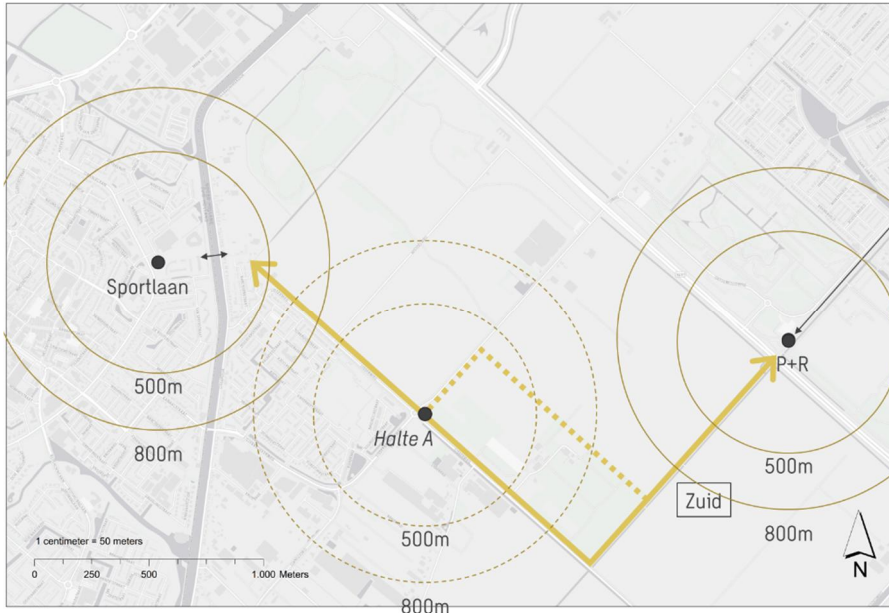 Sportlaan
500m
800m
Halte A
500m
800m
P+R
500m
800m
Zuid
1 centimeter = 50 meters
0 250 500 1.000 Meters
N